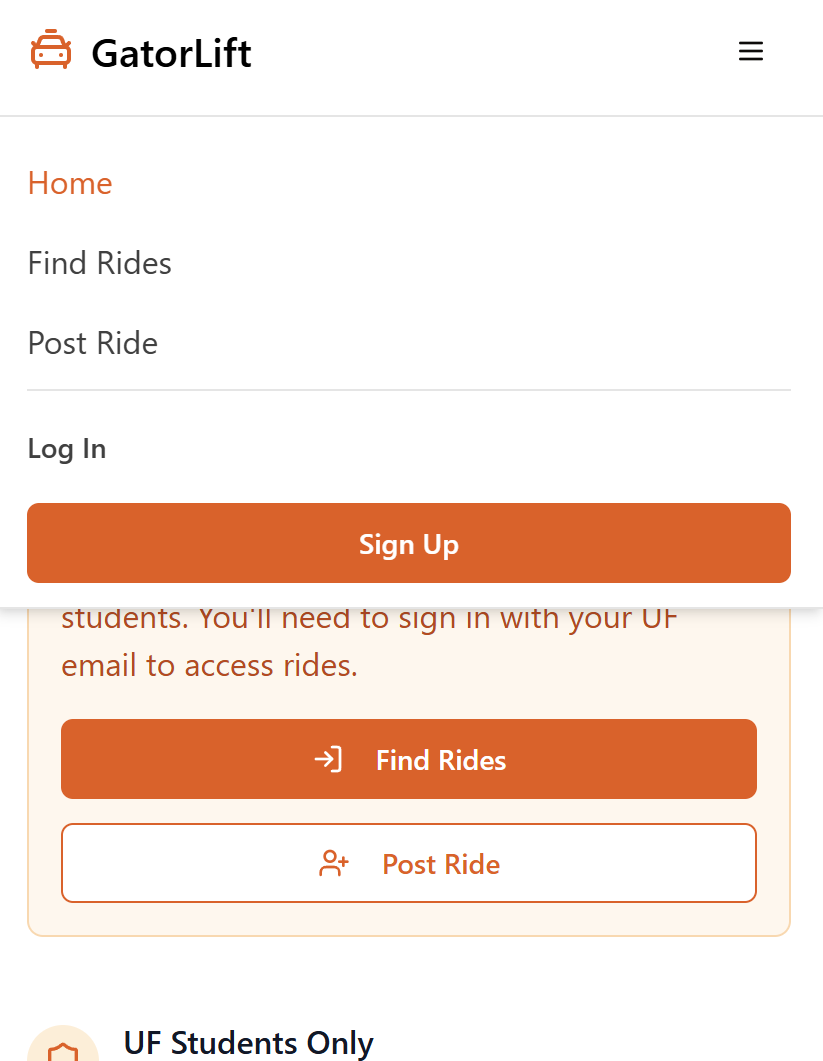 GatorLift
Home
Find Rides
Post Ride
Log In
Sign Up
students. You'll need to sign in with your UF
email to access rides.
Find Rides
Post Ride
UF Students Only